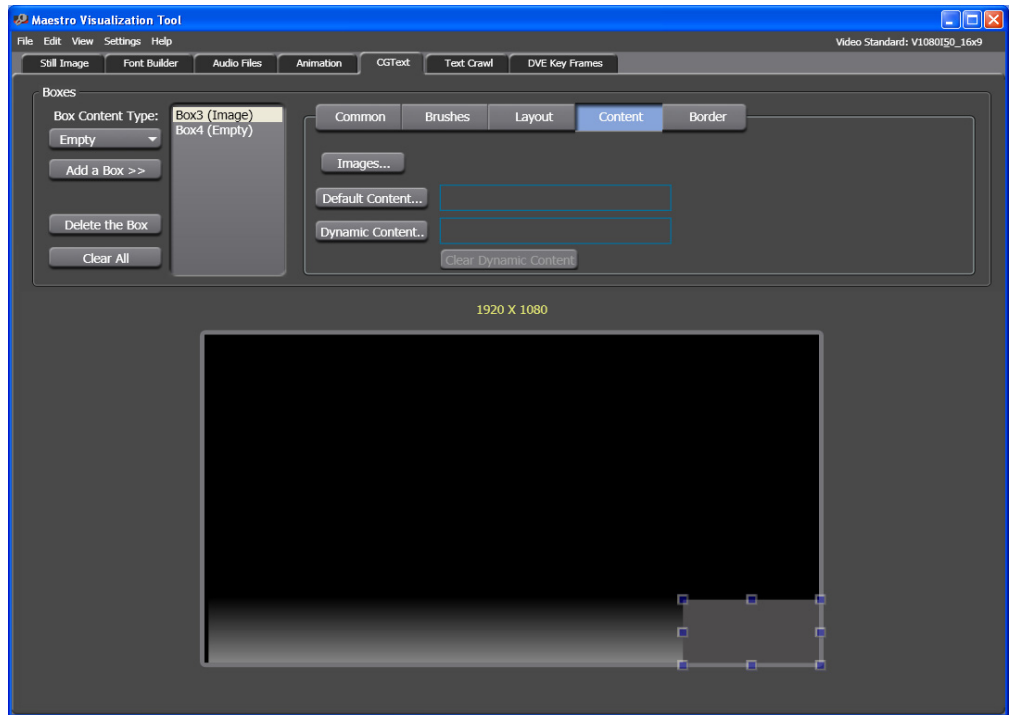 Maestro Visualization Tool
File Edit View Settings Help
Video Standard: V1080I50_16x9
Still Image Font Builder Audio Files Animation CGText Text Crawl DVE Key Frames
Boxes
Box Content Type:
Empty
Add a Box >>
Delete the Box
Clear All
Box3 (Image)
Box4 (Empty)
Common Brushes Layout Content Border
Images...
Default Content...
Dynamic Content..
Clear Dynamic Content
1920 X 1080